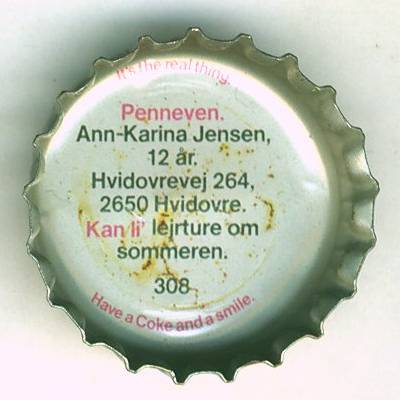 It's the real thing.
Penneven.
Ann-Karina Jensen,
12 år.
Hvidovrevej 264,
2650 Hvidovre.
Kan li' lejrture om
sommeren.
308
Have a Coke and a smile.